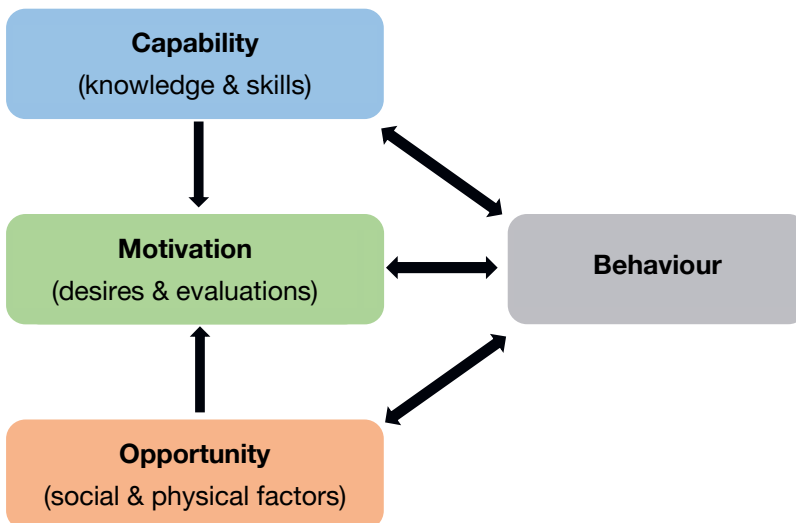 Capability
(knowledge & skills)
Motivation
(desires & evaluations)
Behaviour
Opportunity
(social & physical factors)